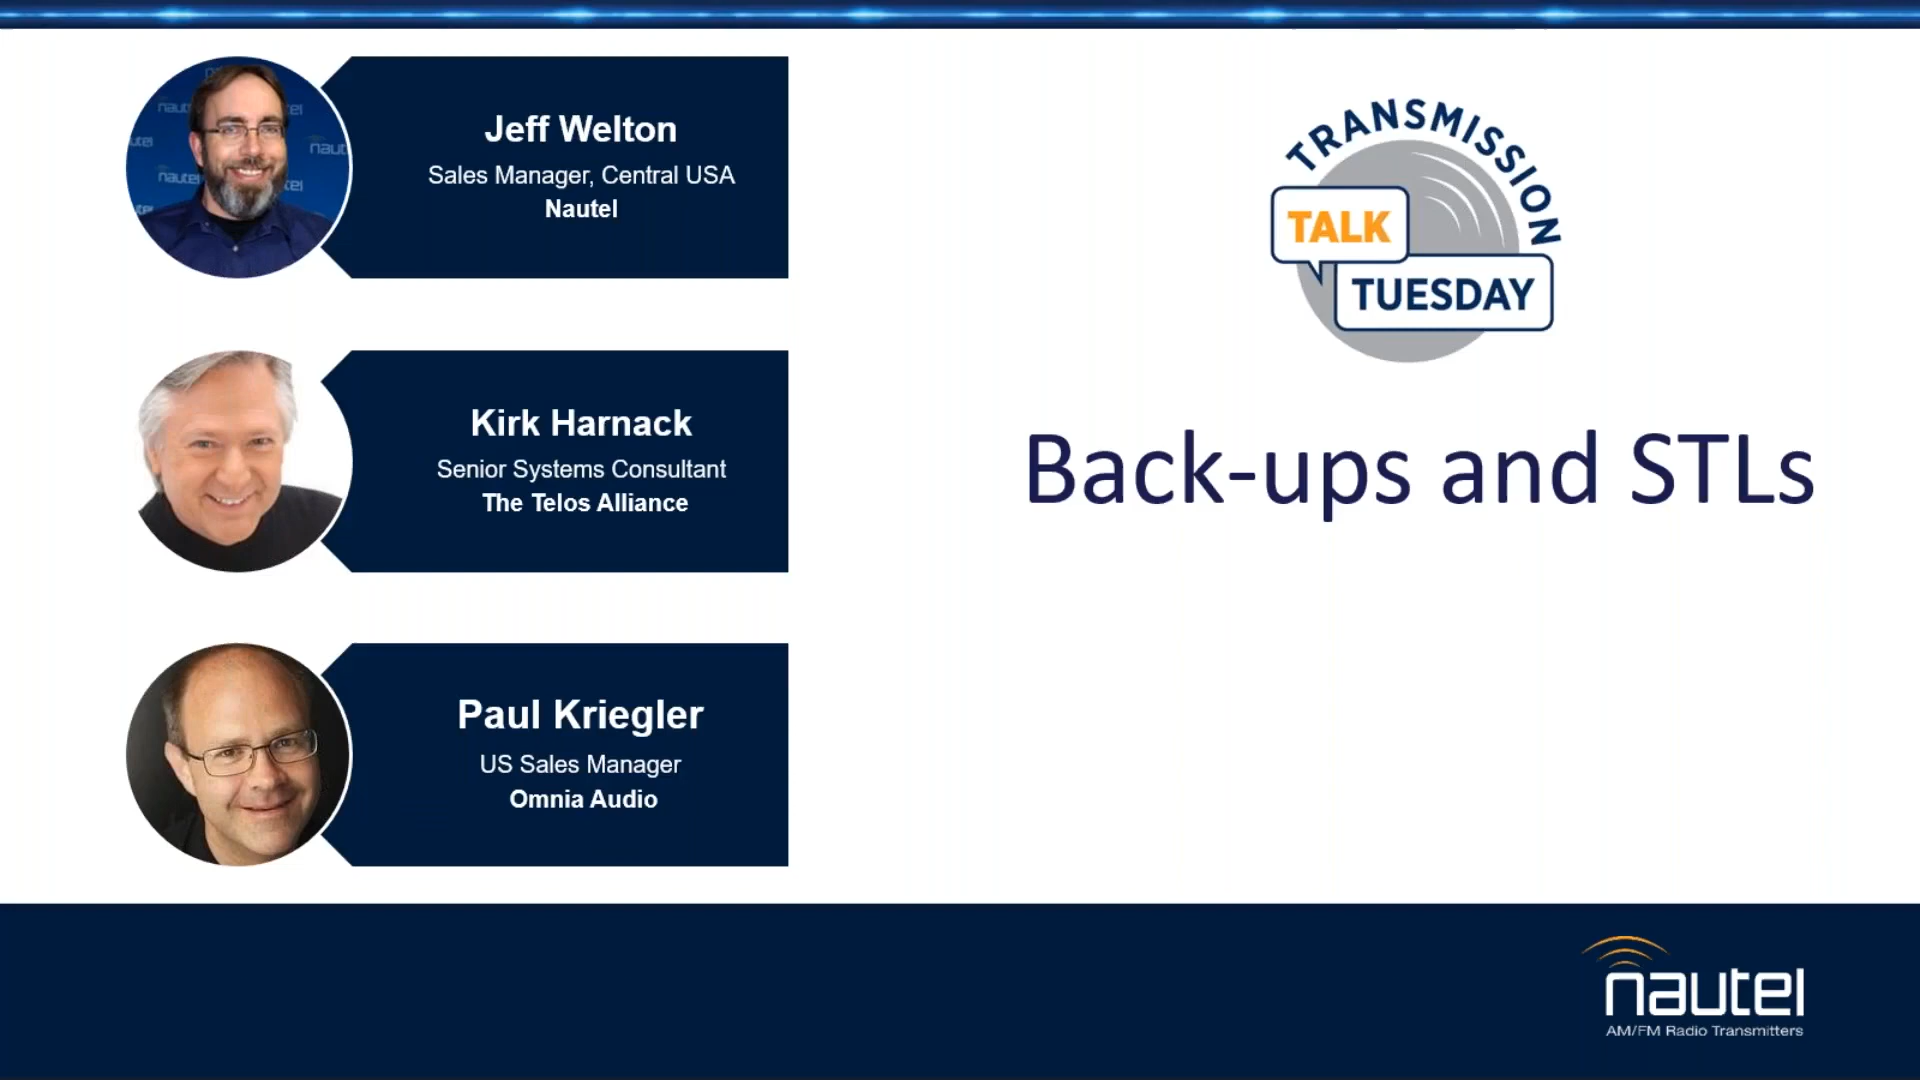 Jeff Welton
Sales Manager, Central USA
Nautel
Kirk Harnack
Senior Systems Consultant
The Telos Alliance
Paul Kriegler
US Sales Manager
Omnia Audio
TRANSMISSION
TALK
TUESDAY
Back-ups and STLs
nautel
AM/FM Radio Transmitters